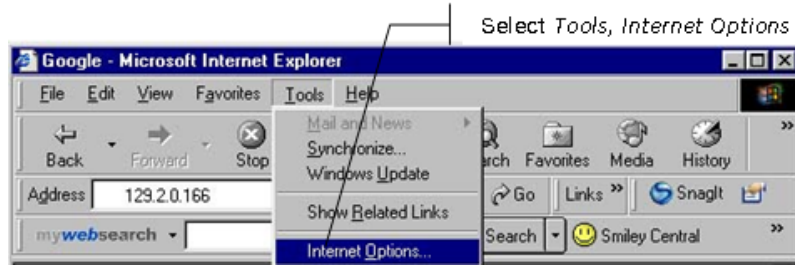 Select Tools, Internet Options
Google - Microsoft Internet Explorer
File Edit View Favorites Tools Help
Mail and News
Back Forward Stop
Synchronize...
arch Favorites Media History »
Windows Update
Address 129.2.0.166
Go Links » SnagIt
Show Related Links
mywebsearch
Search Smiley Central »
Internet Options...